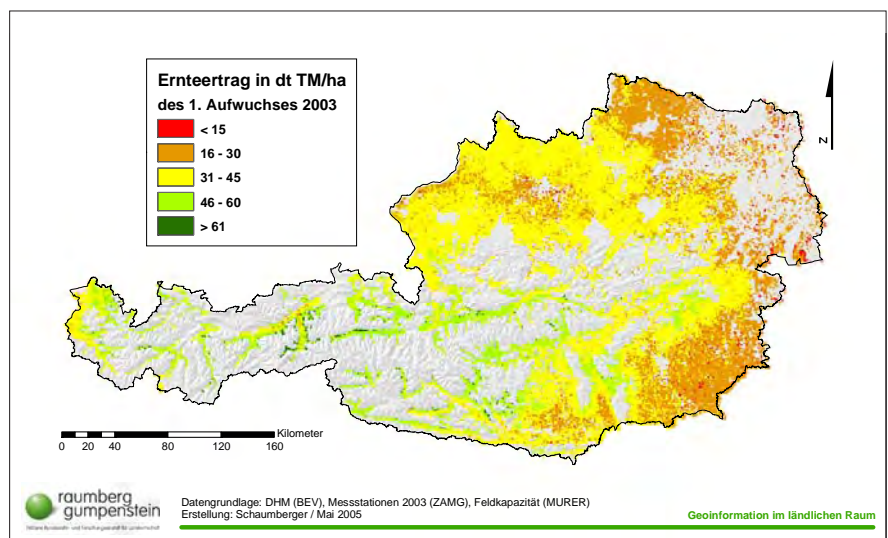 Ernteertrag in dt TM/ha
des 1. Aufwuchses 2003
< 15
16 - 30
31 - 45
46 - 60
> 61
N
Kilometer
0 20 40 80 120 160
raumberg
gumpenstein
Datengrundlage: DHM (BEV), Messstationen 2003 (ZAMG), Feldkapazität (MURER)
Erstellung: Schaumberger / Mai 2005
Geoinformation im ländlichen Raum